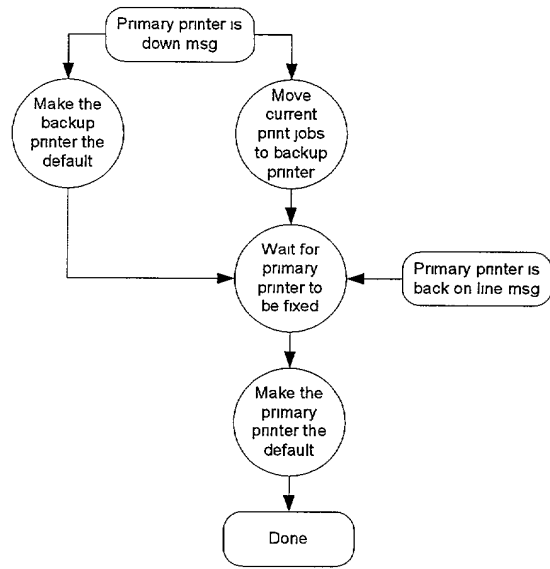 Primary printer is
down msg
Make the
backup
printer the
default
Move
current
print jobs
to backup
printer
Wait for
primary
printer to
be fixed
Primary printer is
back on line msg
Make the
primary
printer the
default
Done